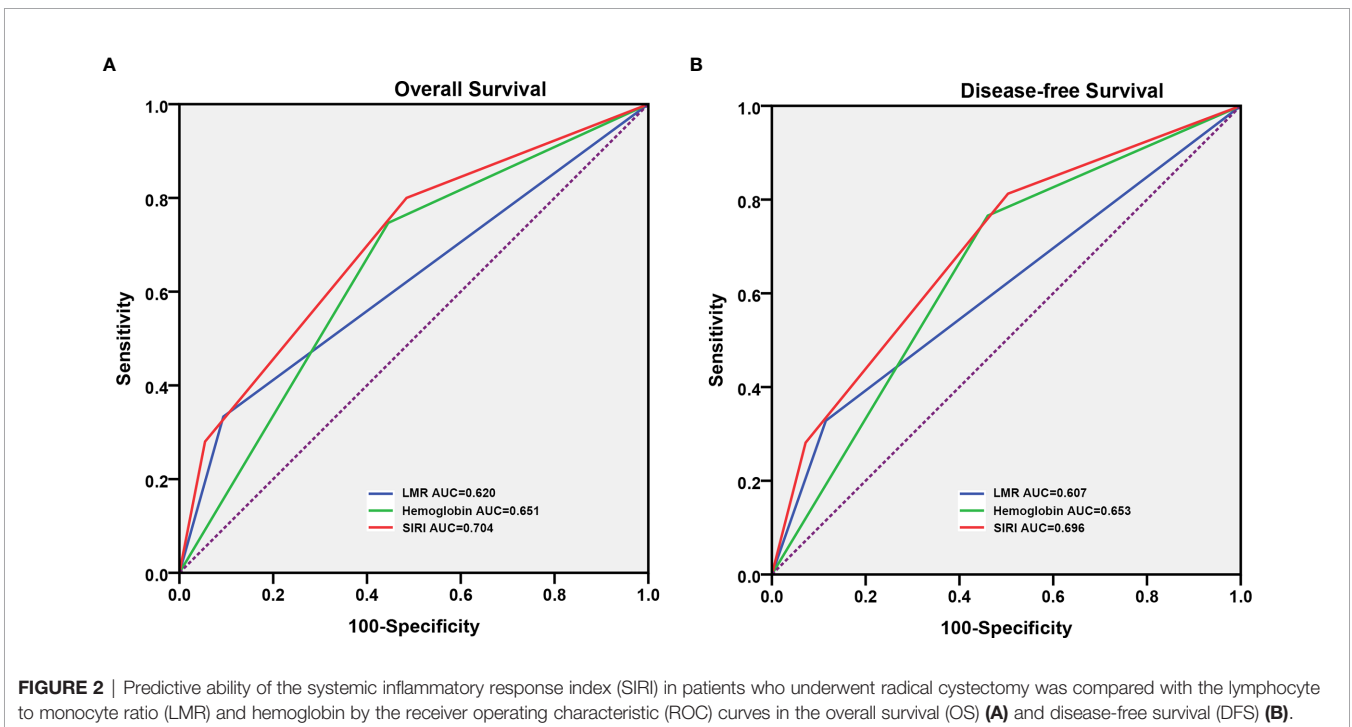 A
Overall Survival
1.0
0.8
0.6
0.4
0.2
0.0
Sensitivity
LMR AUC=0.620
Hemoglobin AUC=0.651
SIRI AUC=0.704
0.0 0.2 0.4 0.6 0.8 1.0
100-Specificity
B
Disease-free Survival
1.0
0.8
0.6
0.4
0.2
0.0
Sensitivity
LMR AUC=0.607
Hemoglobin AUC=0.653
SIRI AUC=0.696
0.0 0.2 0.4 0.6 0.8 1.0
100-Specificity
FIGURE 2 | Predictive ability of the systemic inflammatory response index (SIRI) in patients who underwent radical cystectomy was compared with the lymphocyte
to monocyte ratio (LMR) and hemoglobin by the receiver operating characteristic (ROC) curves in the overall survival (OS) (A) and disease-free survival (DFS) (B).